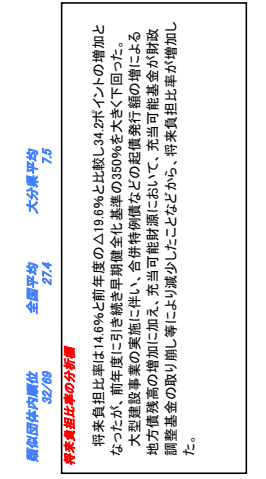 類似団体内順位 全国平均 大分県平均
32/69 27.4 7.5
将来負担比率の分析欄
将来負担比率は14.6%と前年度の△19.6%と比較し34.2ポイントの増加と
なったが、前年度に引き続き早期健全化基準の350%を大きく下回った。
大型建設事業の実施に伴い、合併特例債などの起債発行額の増による
地方債残高の増加に加え、充当可能財源において、充当可能基金が財政
調整基金の取り崩し等により減少したことなどから、将来負担比率が増加し
た。